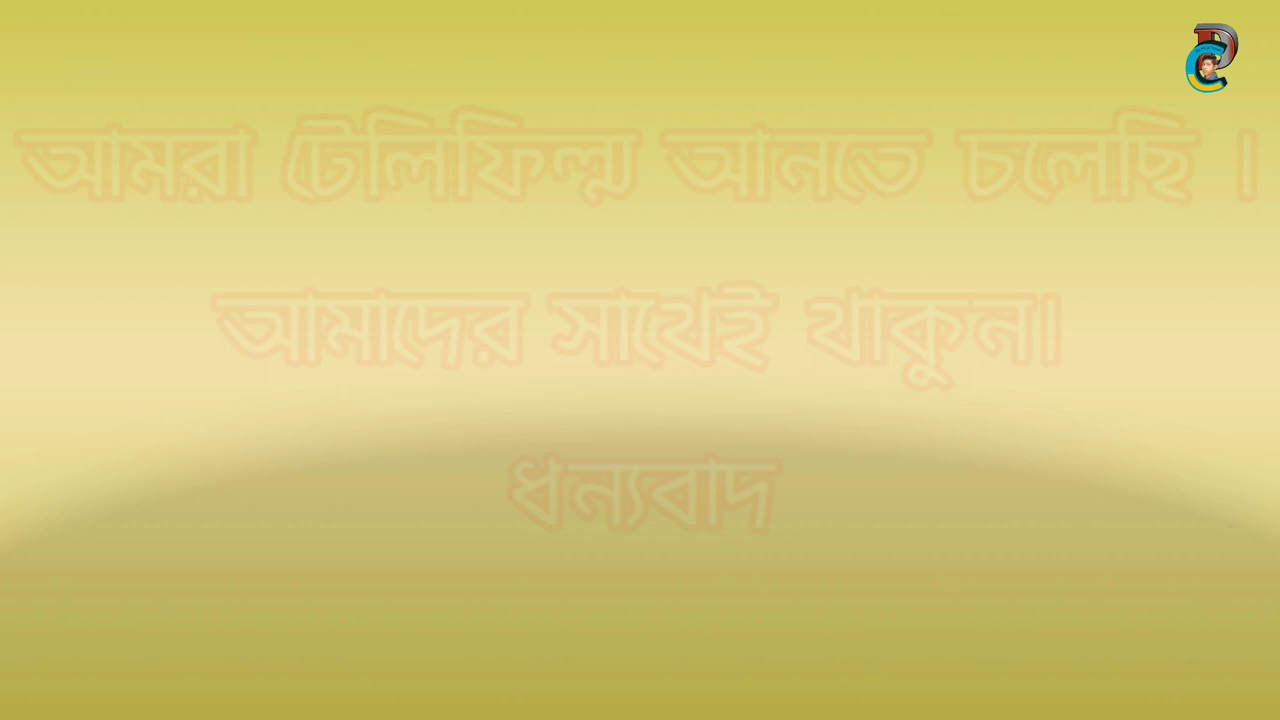 আমরা টেলিফিল্ম আনতে চলেছি ।
আমাদের সাথেই থাকুন।
ধন্যবাদ